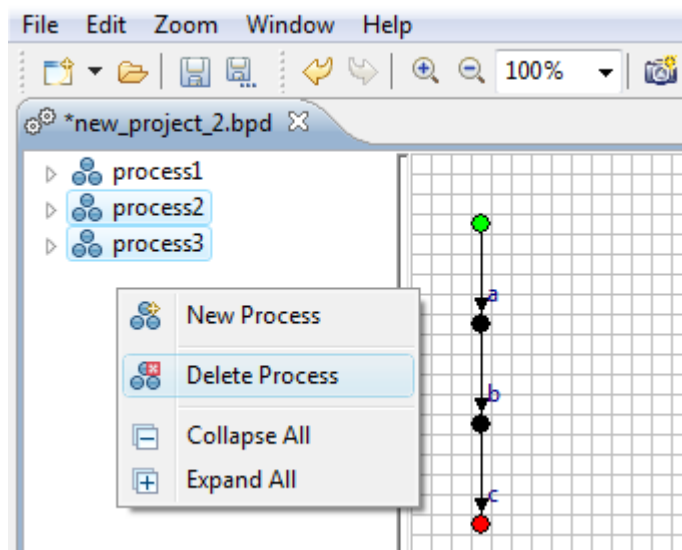 File Edit Zoom Window Help
100%
*new_project_2.bpd
process1
process2
process3
New Process
Delete Process
Collapse All
Expand All
a
b
c